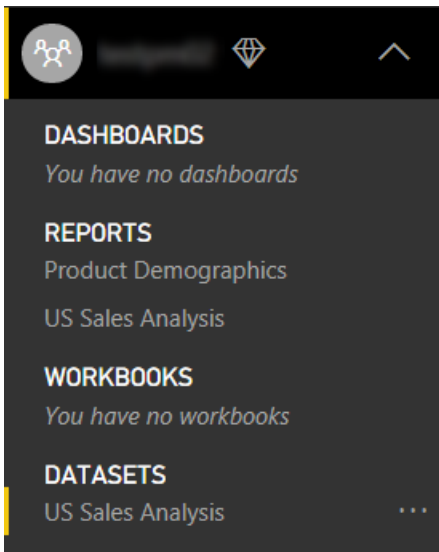 DASHBOARDS
You have no dashboards
REPORTS
Product Demographics
US Sales Analysis
WORKBOOKS
You have no workbooks
DATASETS
US Sales Analysis